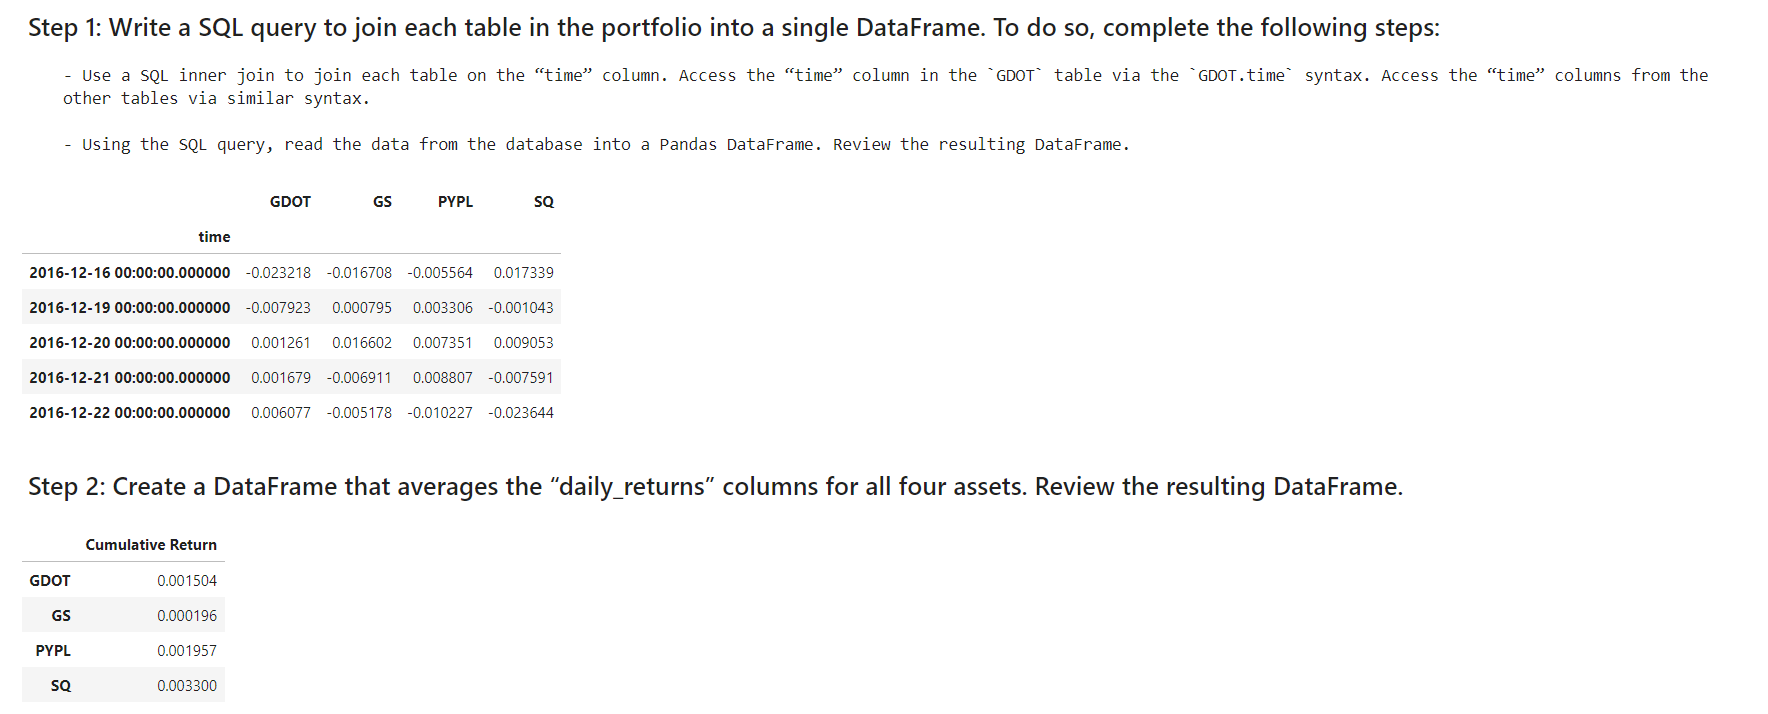 Step 1: Write a SQL query to join each table in the portfolio into a single DataFrame. To do so, complete the following steps:
- Use a SQL inner join to join each table on the “time” column. Access the “time” column in the `GDOT` table via the `GDOT.time` syntax. Access the “time” columns from the
other tables via similar syntax.
- Using the SQL query, read the data from the database into a Pandas DataFrame. Review the resulting DataFrame.
GDOT GS PYPL SQ
time
2016-12-16 00:00:00.000000 -0.023218 -0.016708 -0.005564 0.017339
2016-12-19 00:00:00.000000 -0.007923 0.000795 0.003306 -0.001043
2016-12-20 00:00:00.000000 0.001261 0.016602 0.007351 0.009053
2016-12-21 00:00:00.000000 0.001679 -0.006911 0.008807 -0.007591
2016-12-22 00:00:00.000000 0.006077 -0.005178 -0.010227 -0.023644
Step 2: Create a DataFrame that averages the “daily_returns” columns for all four assets. Review the resulting DataFrame.
Cumulative Return
GDOT 0.001504
GS 0.000196
PYPL 0.001957
SQ 0.003300